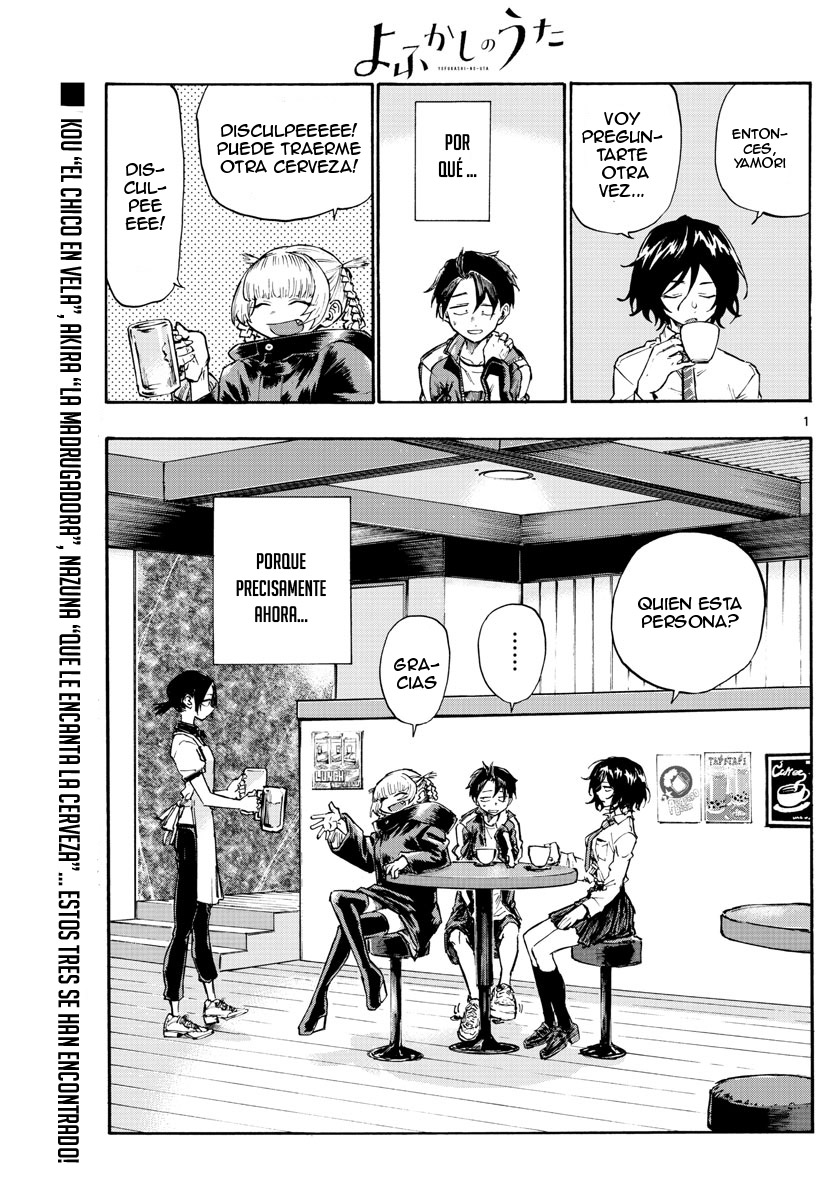 よふかしのうた
YOFUKASHI-NO-UTA
ENTON-
CES,
YAMORI
VOY
PREGUN-
TARTE
OTRA
VEZ...
POR
QUÉ ...
DISCULPEEEEE!
PUEDE TRAERME
OTRA CERVEZA!
DIS-
CUL-
PEE
EEE!
1
PORQUE
PRECISAMENTE
AHORA...
QUIEN ESTA
PERSONA?
......
GRA-
CIAS
LUNCH
TAPITAPI
Coffee
■ KOU “EL CHICO EN VELA”, AKIRA “LA MADRUGADORA”, NAZUNA “QUE LE ENCANTA LA CERVEZA”... ESTOS TRES SE HAN ENCONTRADO!